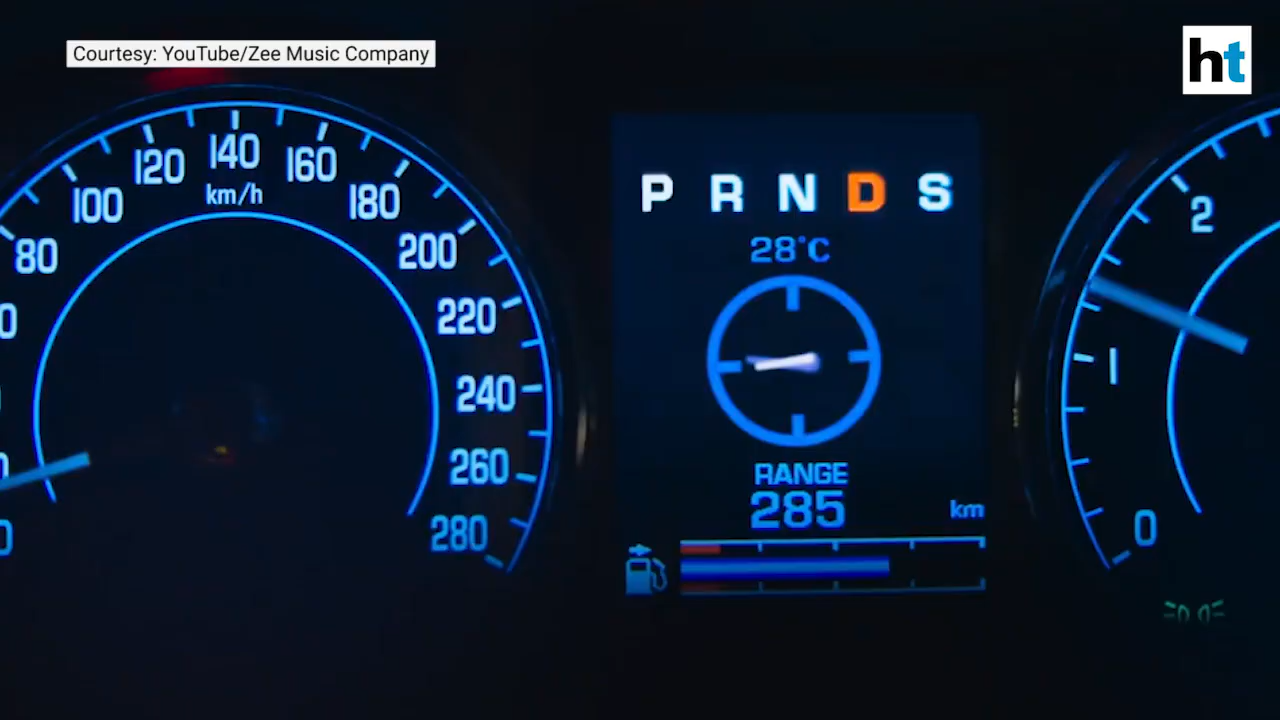 Courtesy: YouTube/Zee Music Company
ht
80
100
120
140
160
180
200
220
240
260
280
km/h
P R N D S
28°C
RANGE
285 km
2
1
0